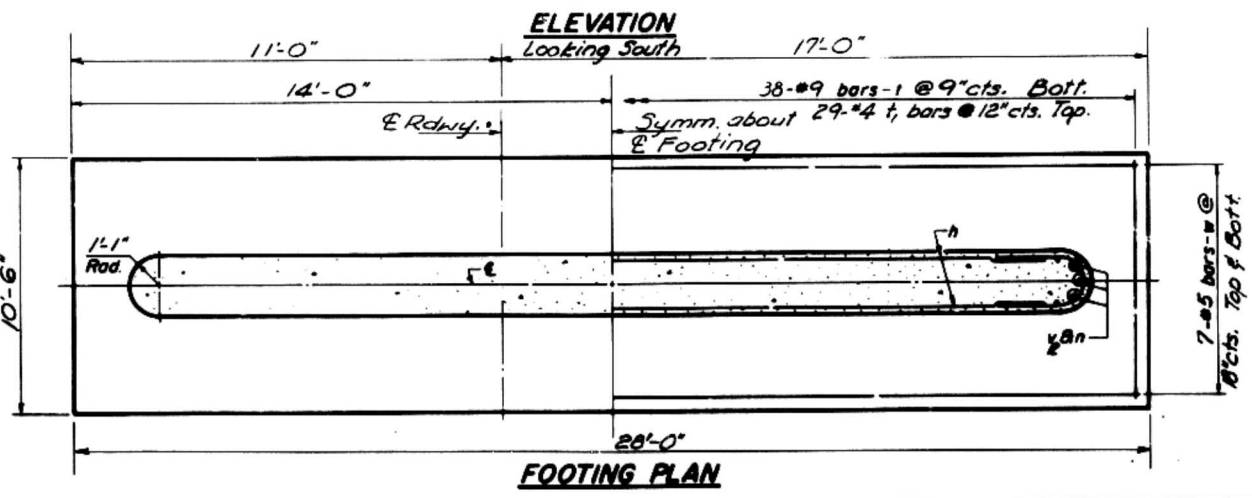 ELEVATION
Looking South
11'-0"
17'-0"
14'-0"
38-#9 bars-t @ 9"cts. Bott.
29-#4 t, bars @ 12"cts. Top.
℄ Rdwy.
Symm. about
℄ Footing
1'-1"
Rad.
℄
h
10'-6"
7-#5 bars-w @
18"cts. Top & Bott.
28'-0"
FOOTING PLAN